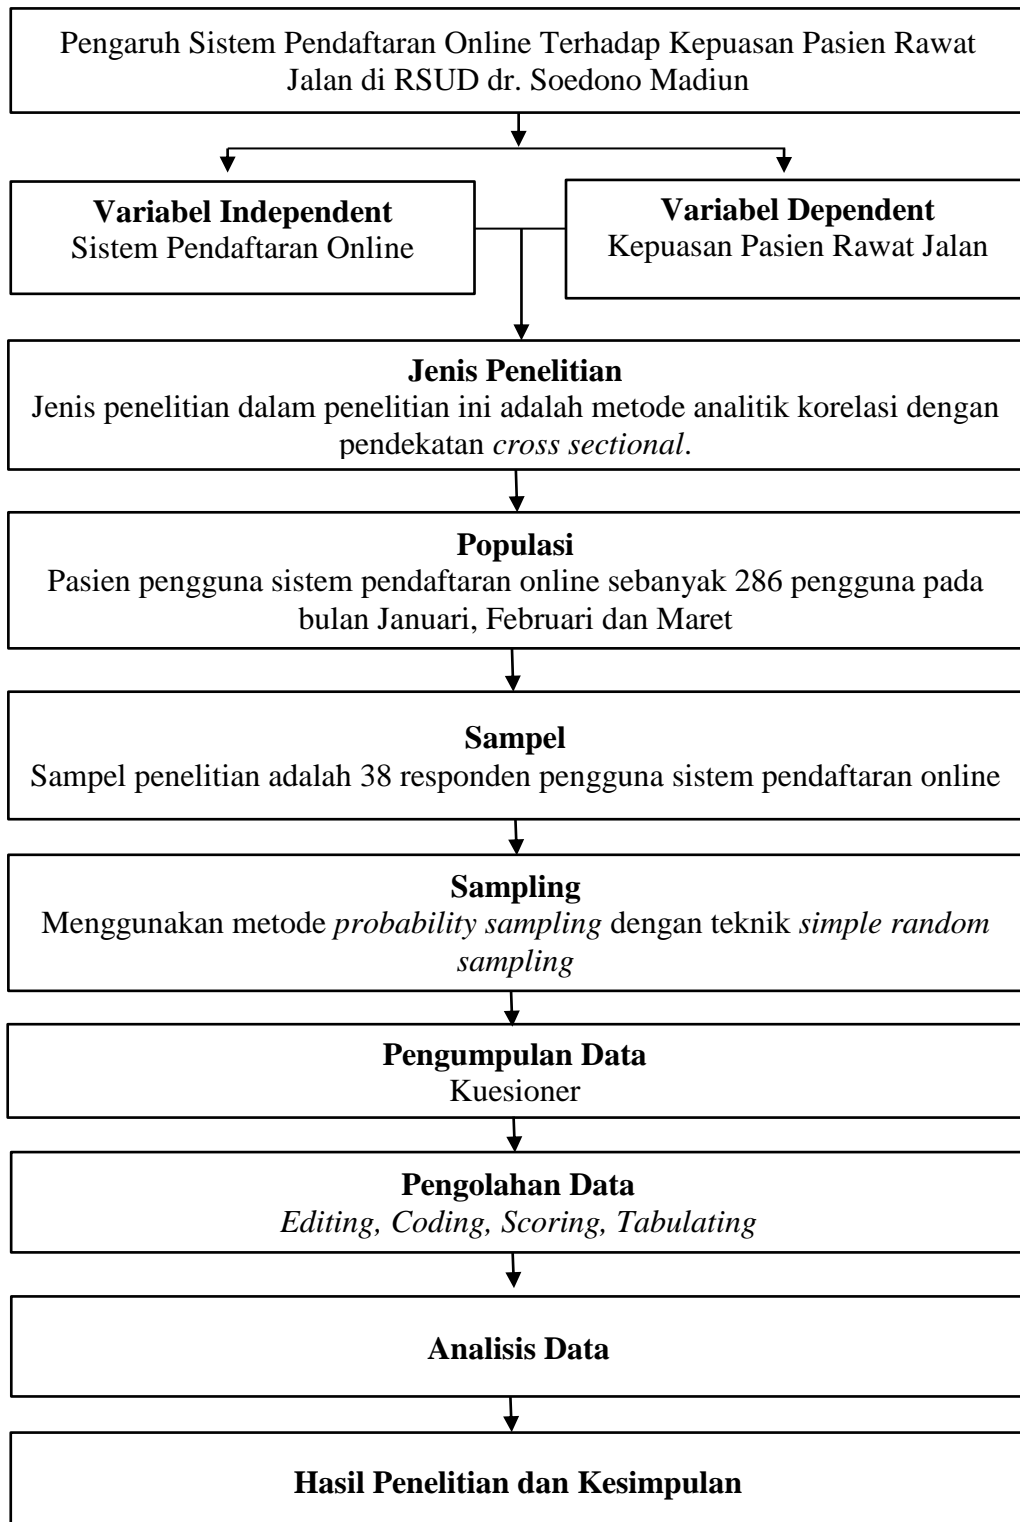 Pengaruh Sistem Pendaftaran Online Terhadap Kepuasan Pasien Rawat
Jalan di RSUD dr. Soedono Madiun
Variabel Independent
Sistem Pendaftaran Online
Variabel Dependent
Kepuasan Pasien Rawat Jalan
Jenis Penelitian
Jenis penelitian dalam penelitian ini adalah metode analitik korelasi dengan
pendekatan cross sectional.
Populasi
Pasien pengguna sistem pendaftaran online sebanyak 286 pengguna pada
bulan Januari, Februari dan Maret
Sampel
Sampel penelitian adalah 38 responden pengguna sistem pendaftaran online
Sampling
Menggunakan metode probability sampling dengan teknik simple random
sampling
Pengumpulan Data
Kuesioner
Pengolahan Data
Editing, Coding, Scoring, Tabulating
Analisis Data
Hasil Penelitian dan Kesimpulan